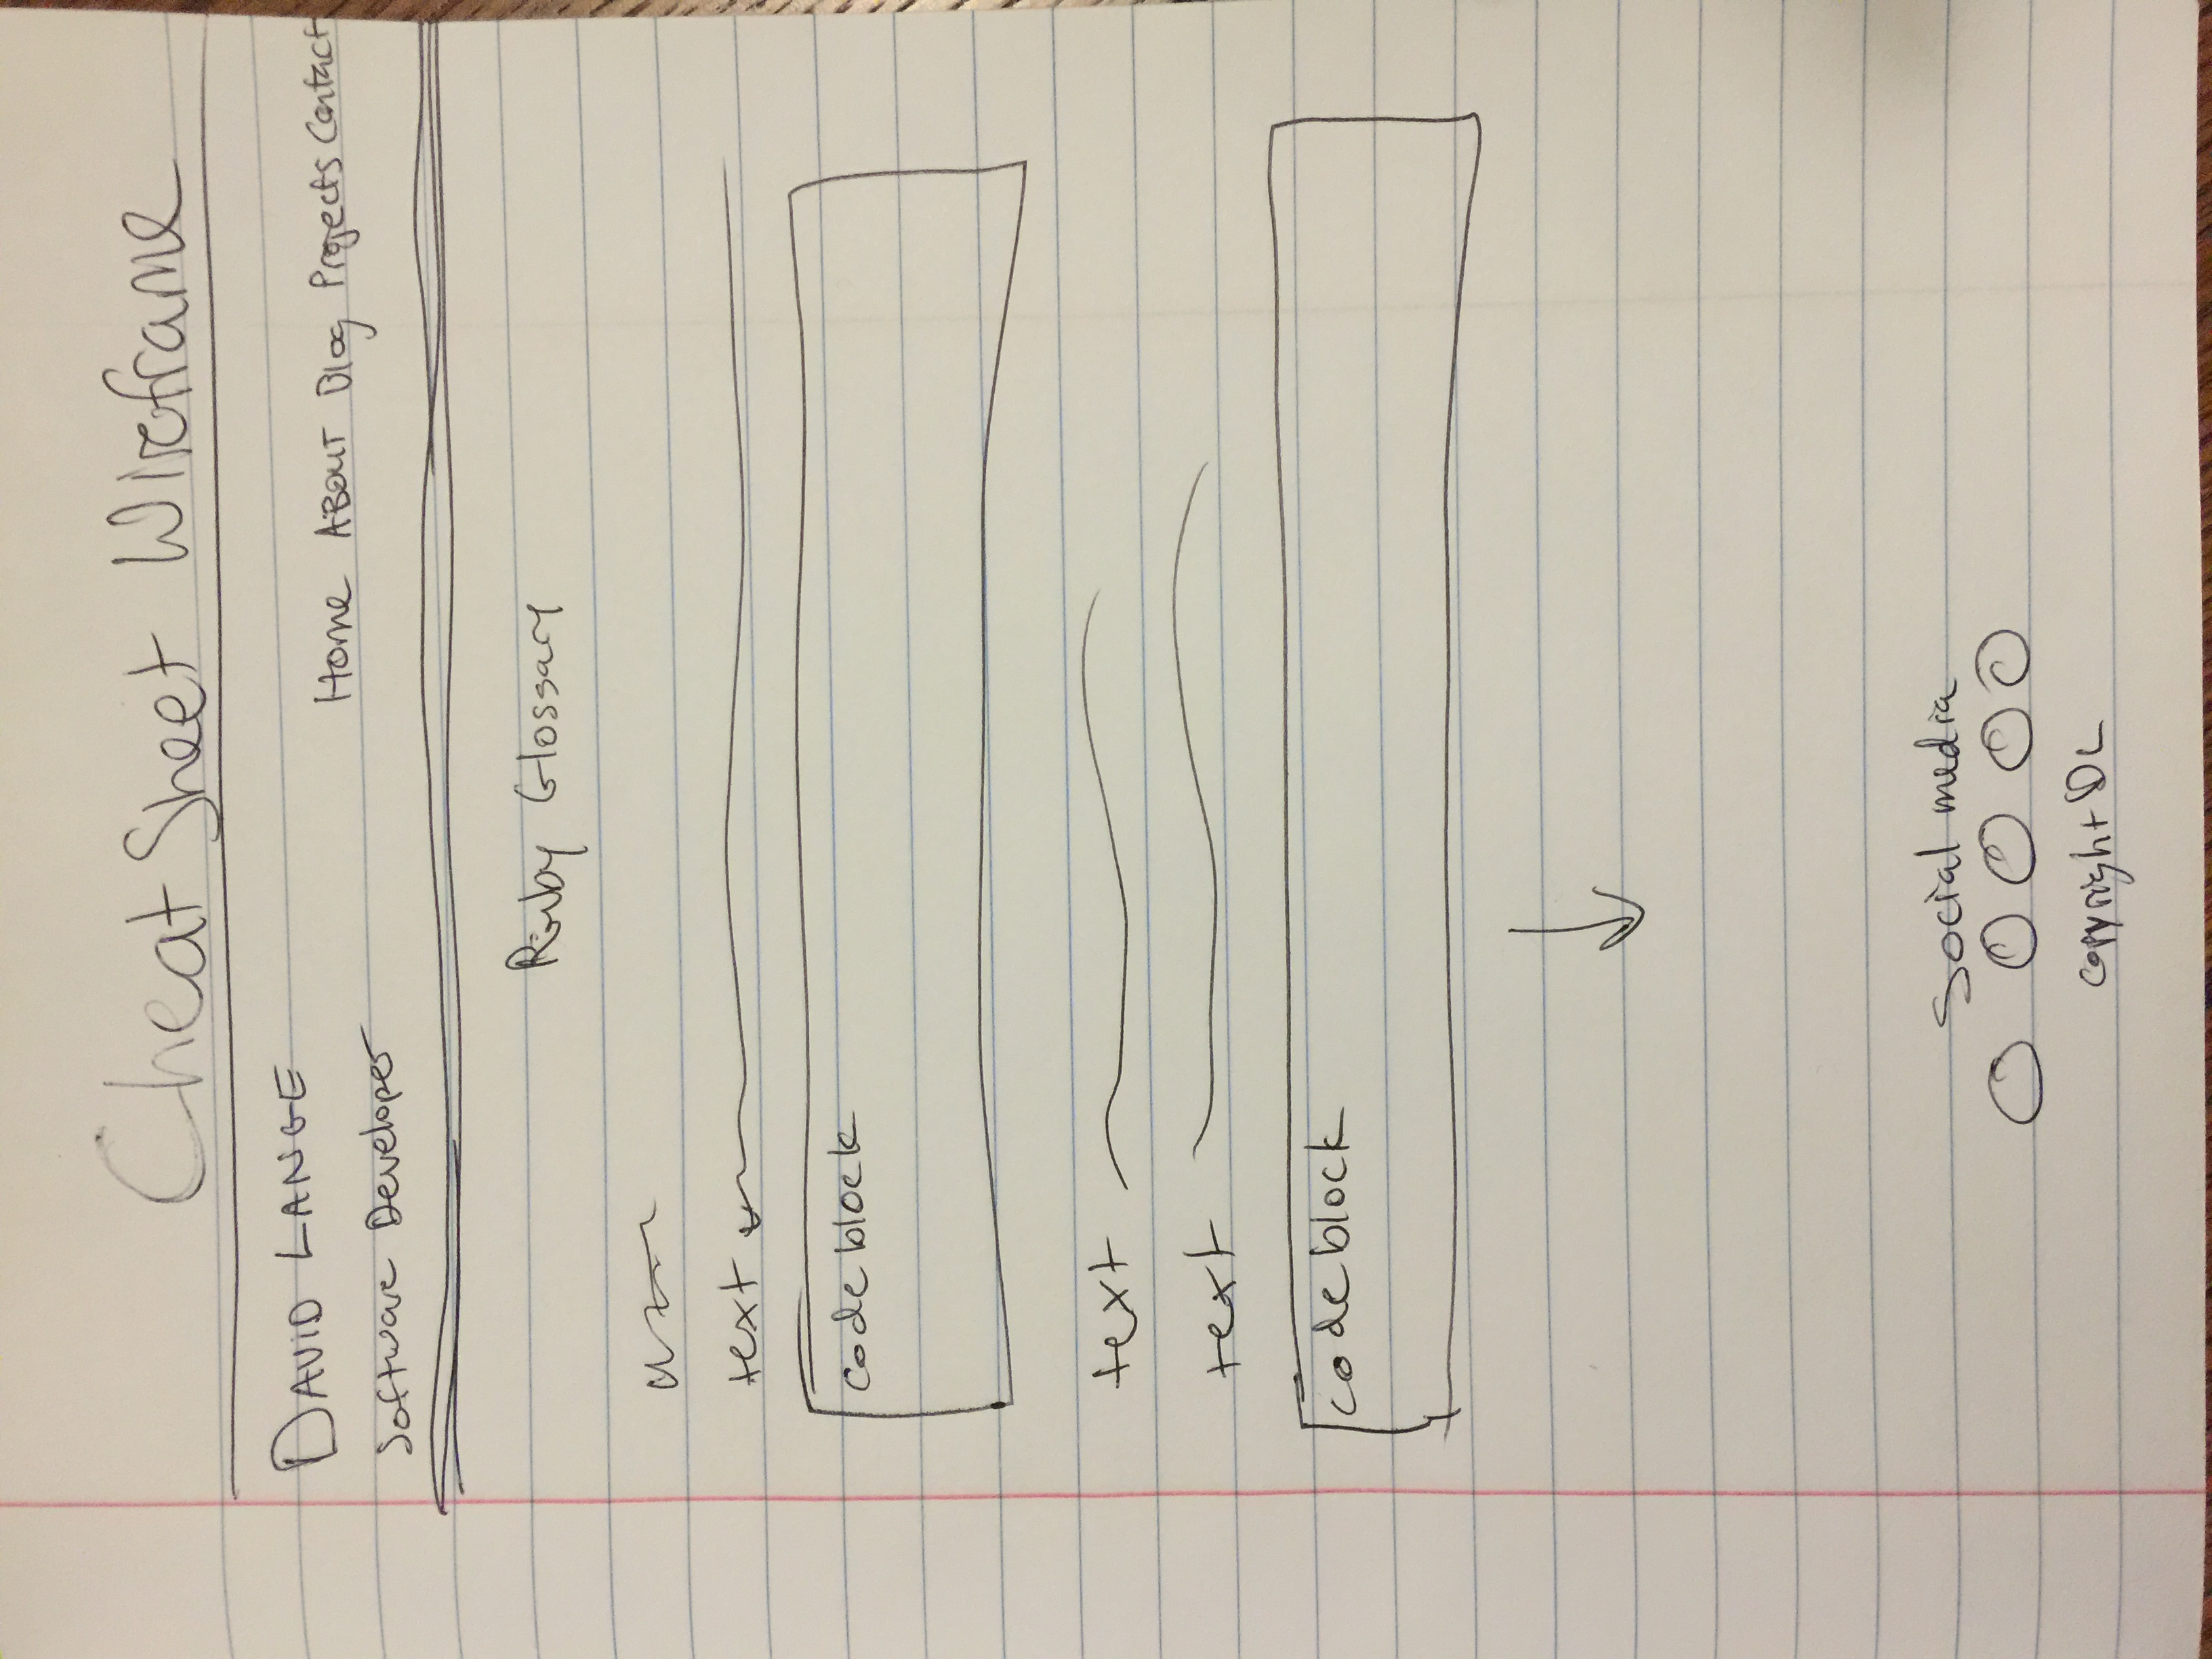 Cheat Sheet Wireframe
DAVID LANGE
Home ABOUT Blog Projects Contact
Software Developer
Ruby Glossary
text
code block
text
text
code block
Social media
copyright DL